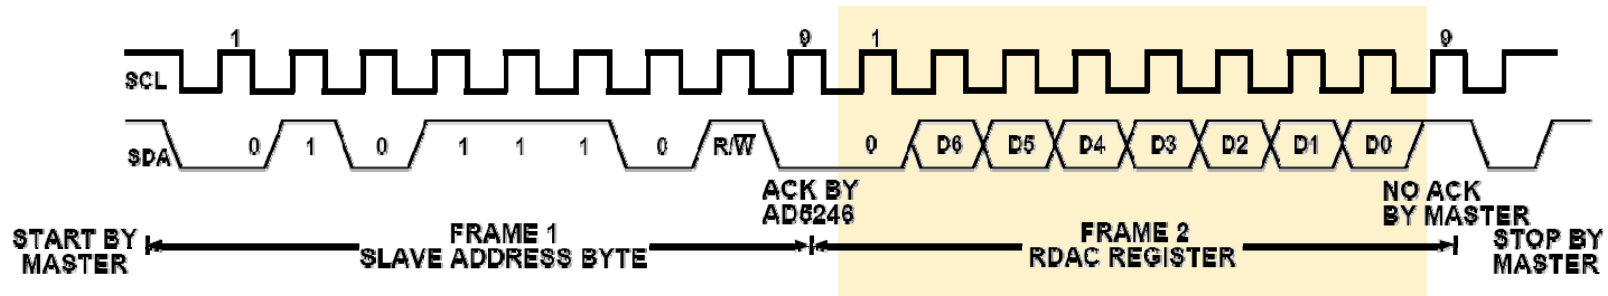 1 9 1 9
SCL
SDA 0 1 0 1 1 1 0 R/W̅ 0 D6 D5 D4 D3 D2 D1 D0
ACK BY
AD5246
NO ACK
BY MASTER
START BY
MASTER
FRAME 1
SLAVE ADDRESS BYTE
FRAME 2
RDAC REGISTER
STOP BY
MASTER